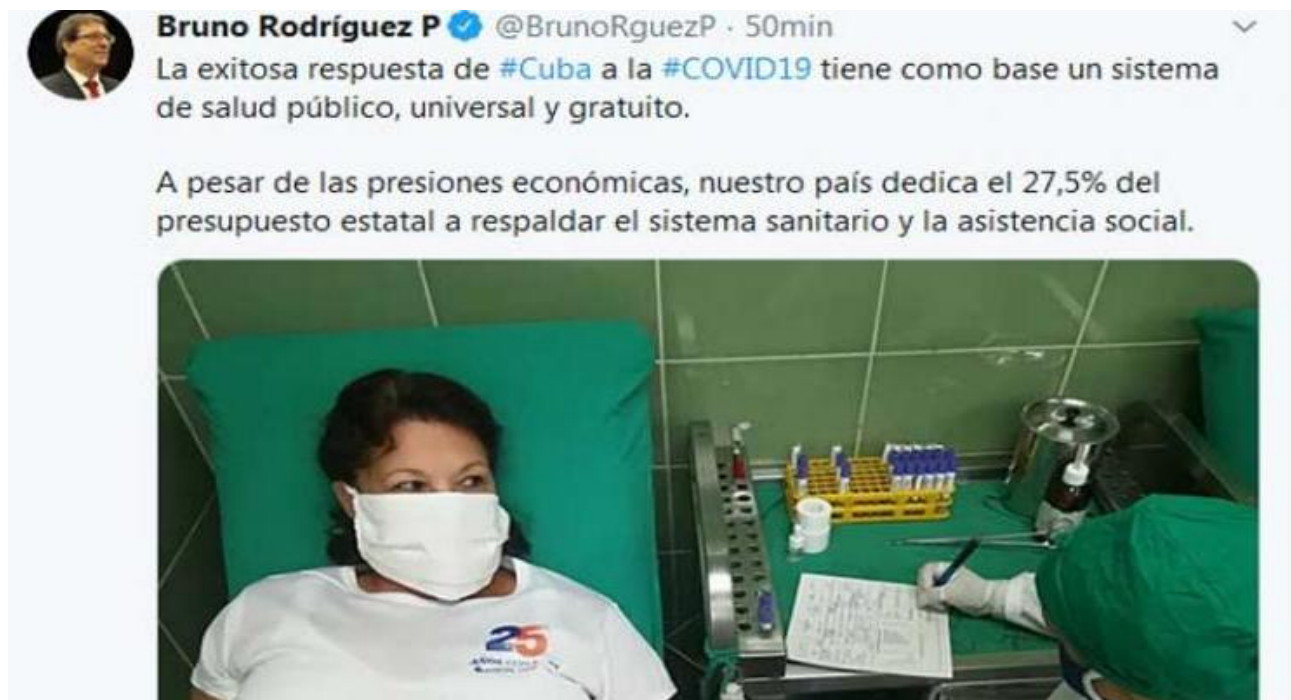 Bruno Rodríguez P @BrunoRguezP · 50min
La exitosa respuesta de #Cuba a la #COVID19 tiene como base un sistema
de salud público, universal y gratuito.
A pesar de las presiones económicas, nuestro país dedica el 27,5% del
presupuesto estatal a respaldar el sistema sanitario y la asistencia social.
25